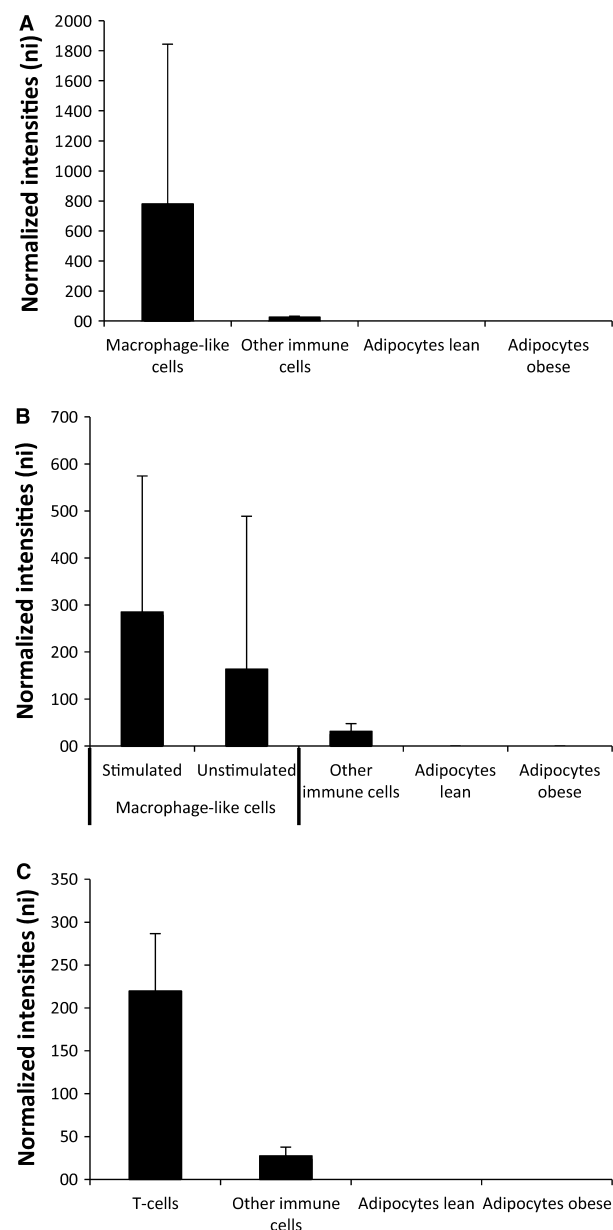 A
Normalized intensities (ni)
2000
1800
1600
1400
1200
1000
800
600
400
200
00
Macrophage-like cells
Other immune cells
Adipocytes lean
Adipocytes obese
B
Normalized intensities (ni)
700
600
500
400
300
200
100
00
Stimulated
Unstimulated
Macrophage-like cells
Other immune cells
Adipocytes lean
Adipocytes obese
C
Normalized intensities (ni)
350
300
250
200
150
100
50
00
T-cells
Other immune cells
Adipocytes lean
Adipocytes obese